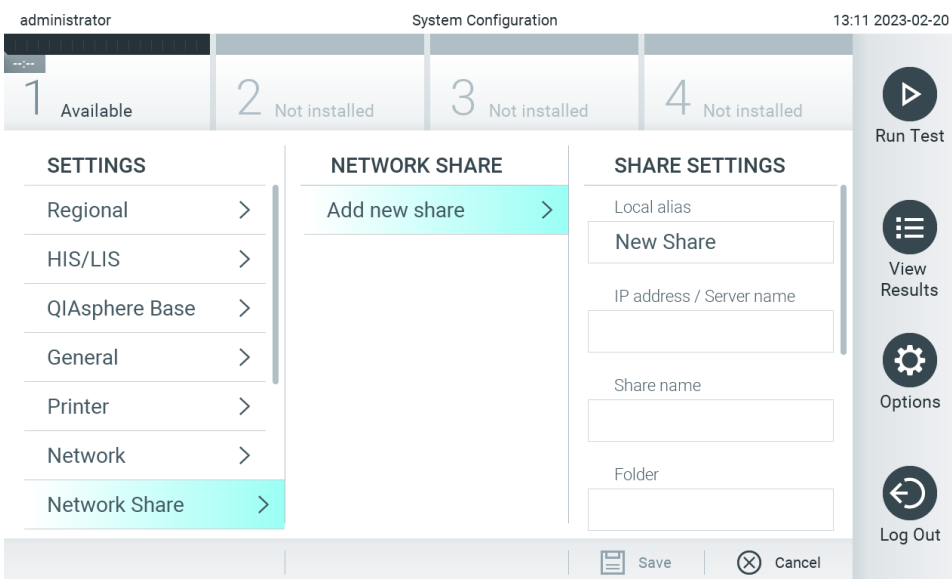 administrator
System Configuration
13:11 2023-02-20
--:--
1 Available
2 Not installed
3 Not installed
4 Not installed
Run Test
SETTINGS
Regional
HIS/LIS
QIAsphere Base
General
Printer
Network
Network Share
NETWORK SHARE
Add new share
SHARE SETTINGS
Local alias
New Share
IP address / Server name
Share name
Folder
View
Results
Options
Log Out
Save
Cancel